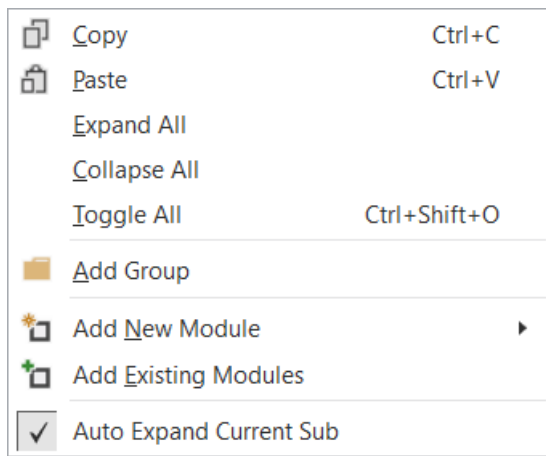 Copy Ctrl+C
Paste Ctrl+V
Expand All
Collapse All
Toggle All Ctrl+Shift+O
Add Group
Add New Module
Add Existing Modules
Auto Expand Current Sub